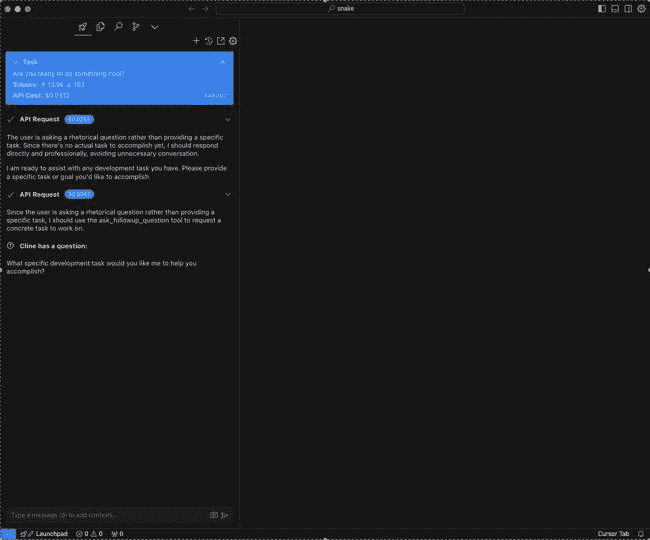 snake
Task
Are you ready to do something cool?
Tokens:
API Cost:
API Request
The user is asking a rhetorical question rather than providing a specific
task. Since there's no actual task to accomplish yet, I should respond
directly and professionally, avoiding unnecessary conversation.
I am ready to assist with any development task you have. Please provide
a specific task or goal you'd like to accomplish
API Request
Since the user is asking a rhetorical question rather than providing a
specific task, I should use the ask_followup_question tool to request a
concrete task to work on.
Cline has a question:
What specific development task would you like me to help you
accomplish?
Type a message (@ to add context)...
Launchpad 0 0 0 Cursor Tab